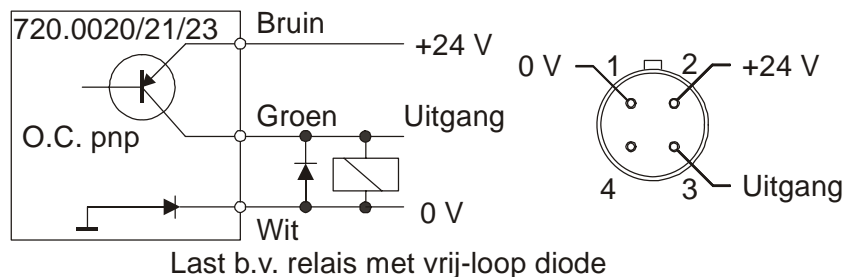 720.0020/21/23
Bruin
+24 V
O.C. pnp
Groen
Uitgang
Wit
0 V
0 V
1
2
+24 V
4
3
Uitgang
Last b.v. relais met vrij-loop diode